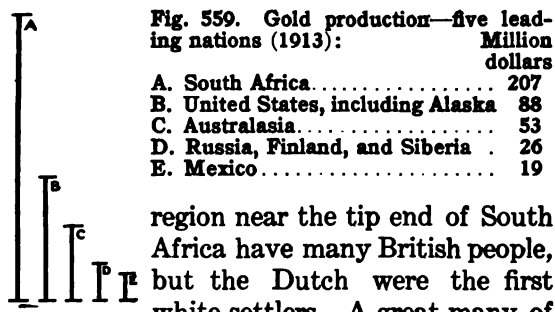 A
B
C
D
E
Fig. 559. Gold production—five lead-
ing nations (1913): Million
dollars
A. South Africa................ 207
B. United States, including Alaska 88
C. Australasia.................. 53
D. Russia, Finland, and Siberia . 26
E. Mexico...................... 19
region near the tip end of South
Africa have many British people,
but the Dutch were the first
white settlers. A great many of